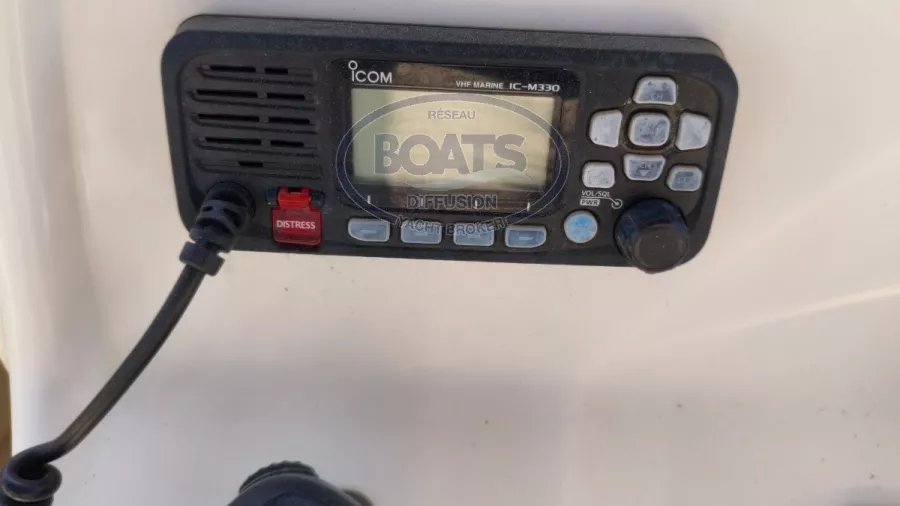 ICOM
VHF MARINE IC-M330
RÉSEAU
BOATS
DIFFUSION
YACHT BROKER
VOL/SQL
PWR
DISTRESS